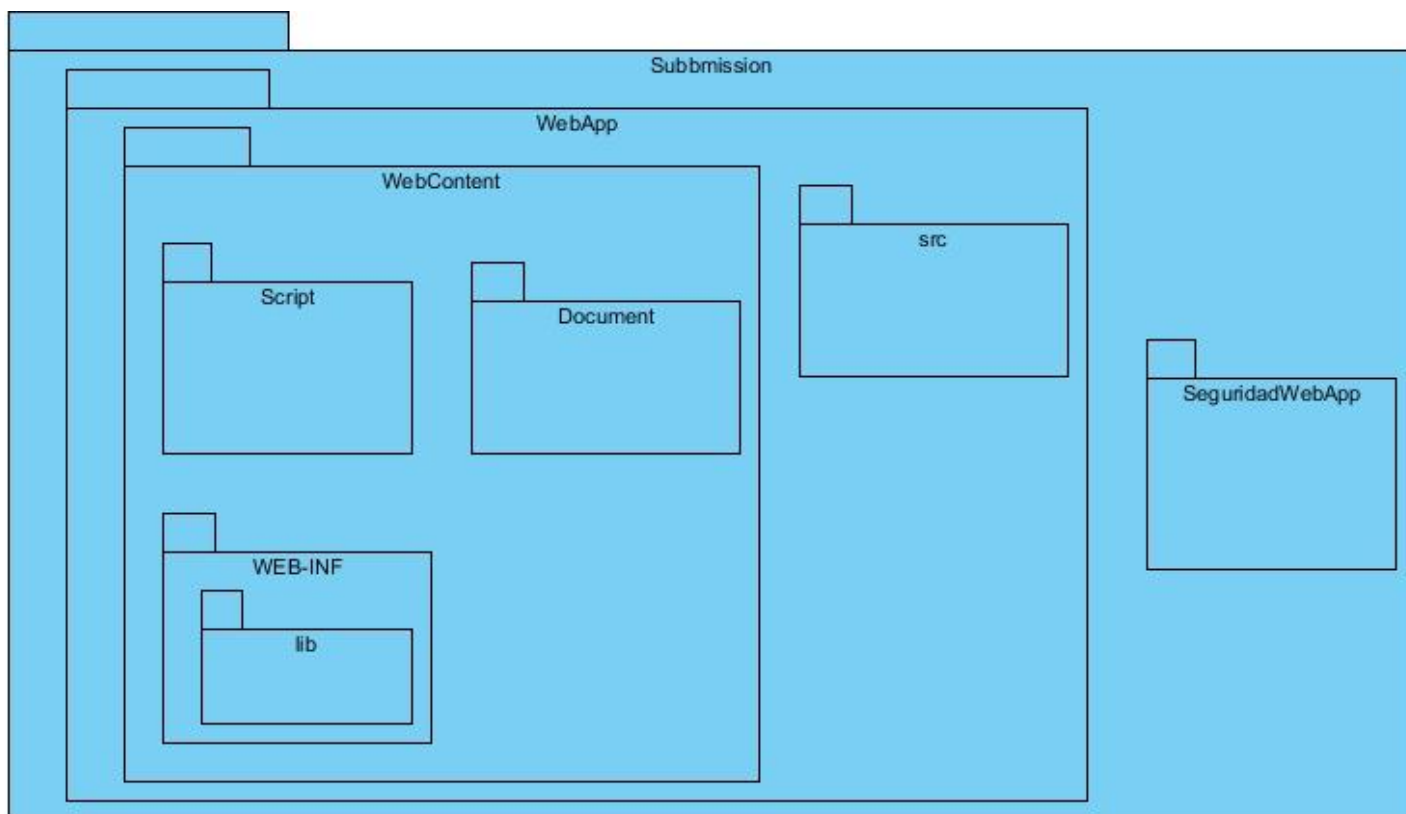 Subbmission
WebApp
WebContent
src
Script
Document
SeguridadWebApp
WEB-INF
lib